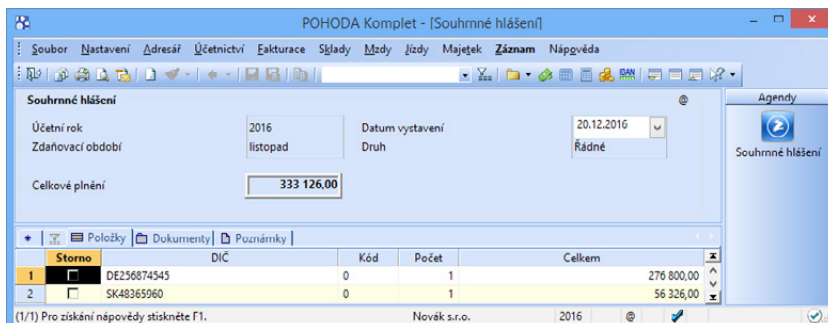 POHODA Komplet - [Souhrnné hlášení]
Soubor Nastavení Adresář Účetnictví Fakturace Sklady Mzdy Jízdy Majetek Záznam Nápověda
IBAN
Souhrnné hlášení @ Agendy
Účetní rok 2016 Datum vystavení 20.12.2016
Zdaňovací období listopad Druh Řádné
Souhrnné hlášení
Celkové plnění 333 126,00
* Položky Dokumenty Poznámky
Storno DIČ Kód Počet Celkem
1 DE256874545 0 1 276 800,00
2 SK48365960 0 1 56 326,00
(1/1) Pro získání nápovědy stiskněte F1. Novák s.r.o. 2016 @